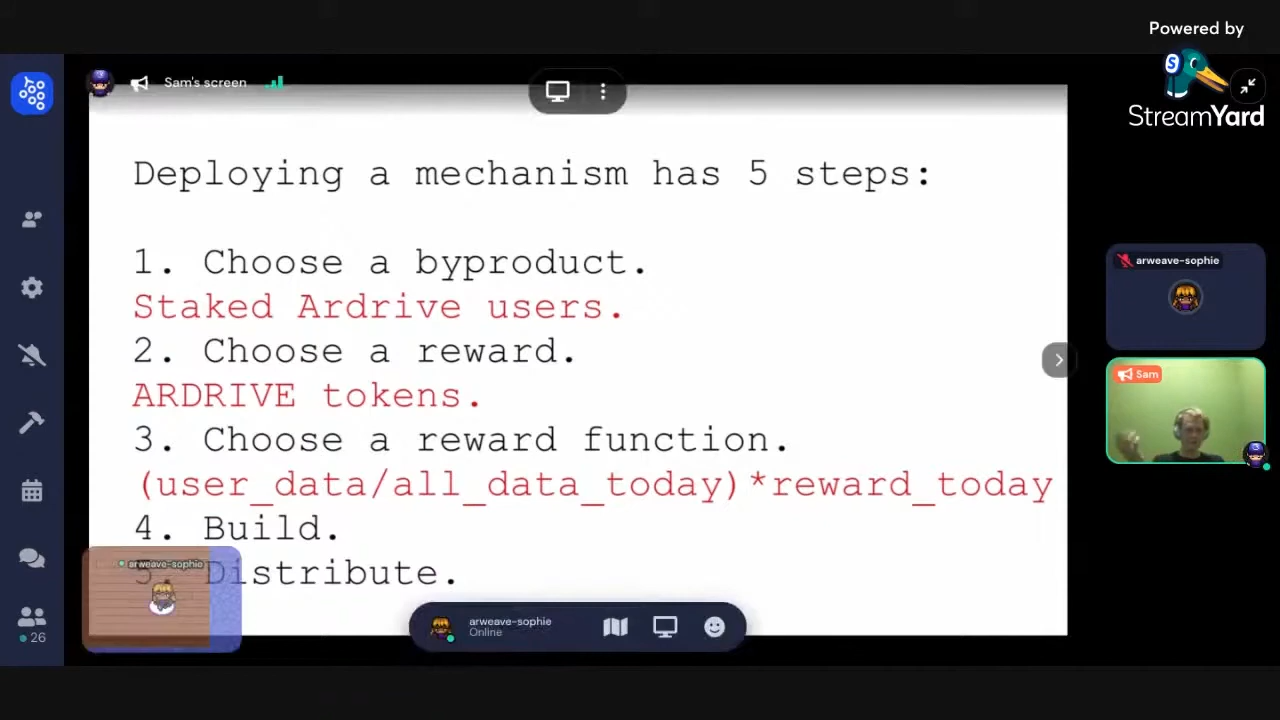 Powered by
StreamYard
Sam's screen
Deploying a mechanism has 5 steps:
1. Choose a byproduct.
Staked Ardrive users.
2. Choose a reward.
ARDRIVE tokens.
3. Choose a reward function.
(user_data/all_data_today)*reward_today
4. Build.
5. Distribute.
arweave-sophie
Sam
arweave-sophie
arweave-sophie
Online
26